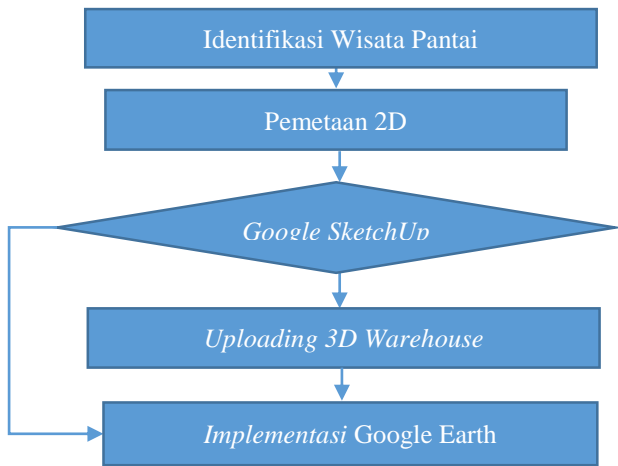 Identifikasi Wisata Pantai
Pemetaan 2D
Google SketchUp
Uploading 3D Warehouse
Implementasi Google Earth